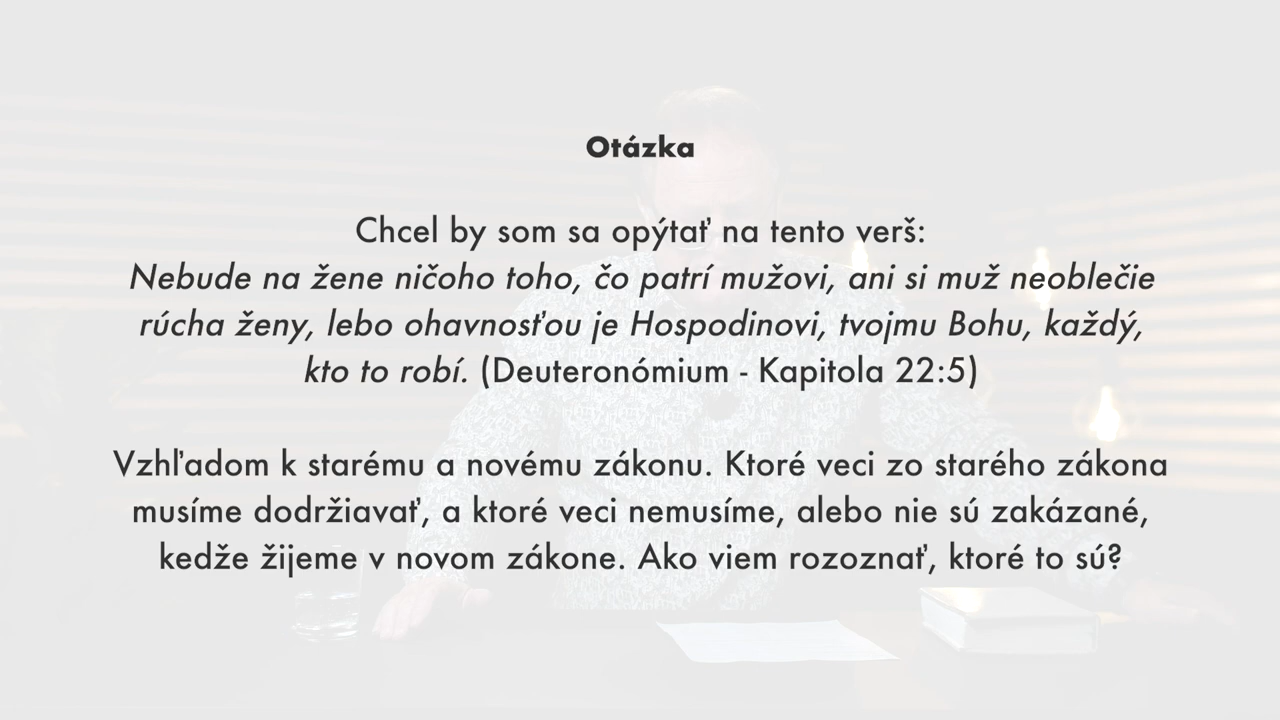 Otázka
Chcel by som sa opýtať na tento verš:
Nebude na žene ničoho toho, čo patrí mužovi, ani si muž neoblečie
rúcha ženy, lebo ohavnosťou je Hospodinovi, tvojmu Bohu, každý,
kto to robí. (Deuteronómium - Kapitola 22:5)
Vzhľadom k starému a novému zákonu. Ktoré veci zo starého zákona
musíme dodržiavať, a ktoré veci nemusíme, alebo nie sú zakázané,
kedže žijeme v novom zákone. Ako viem rozoznať, ktoré to sú?